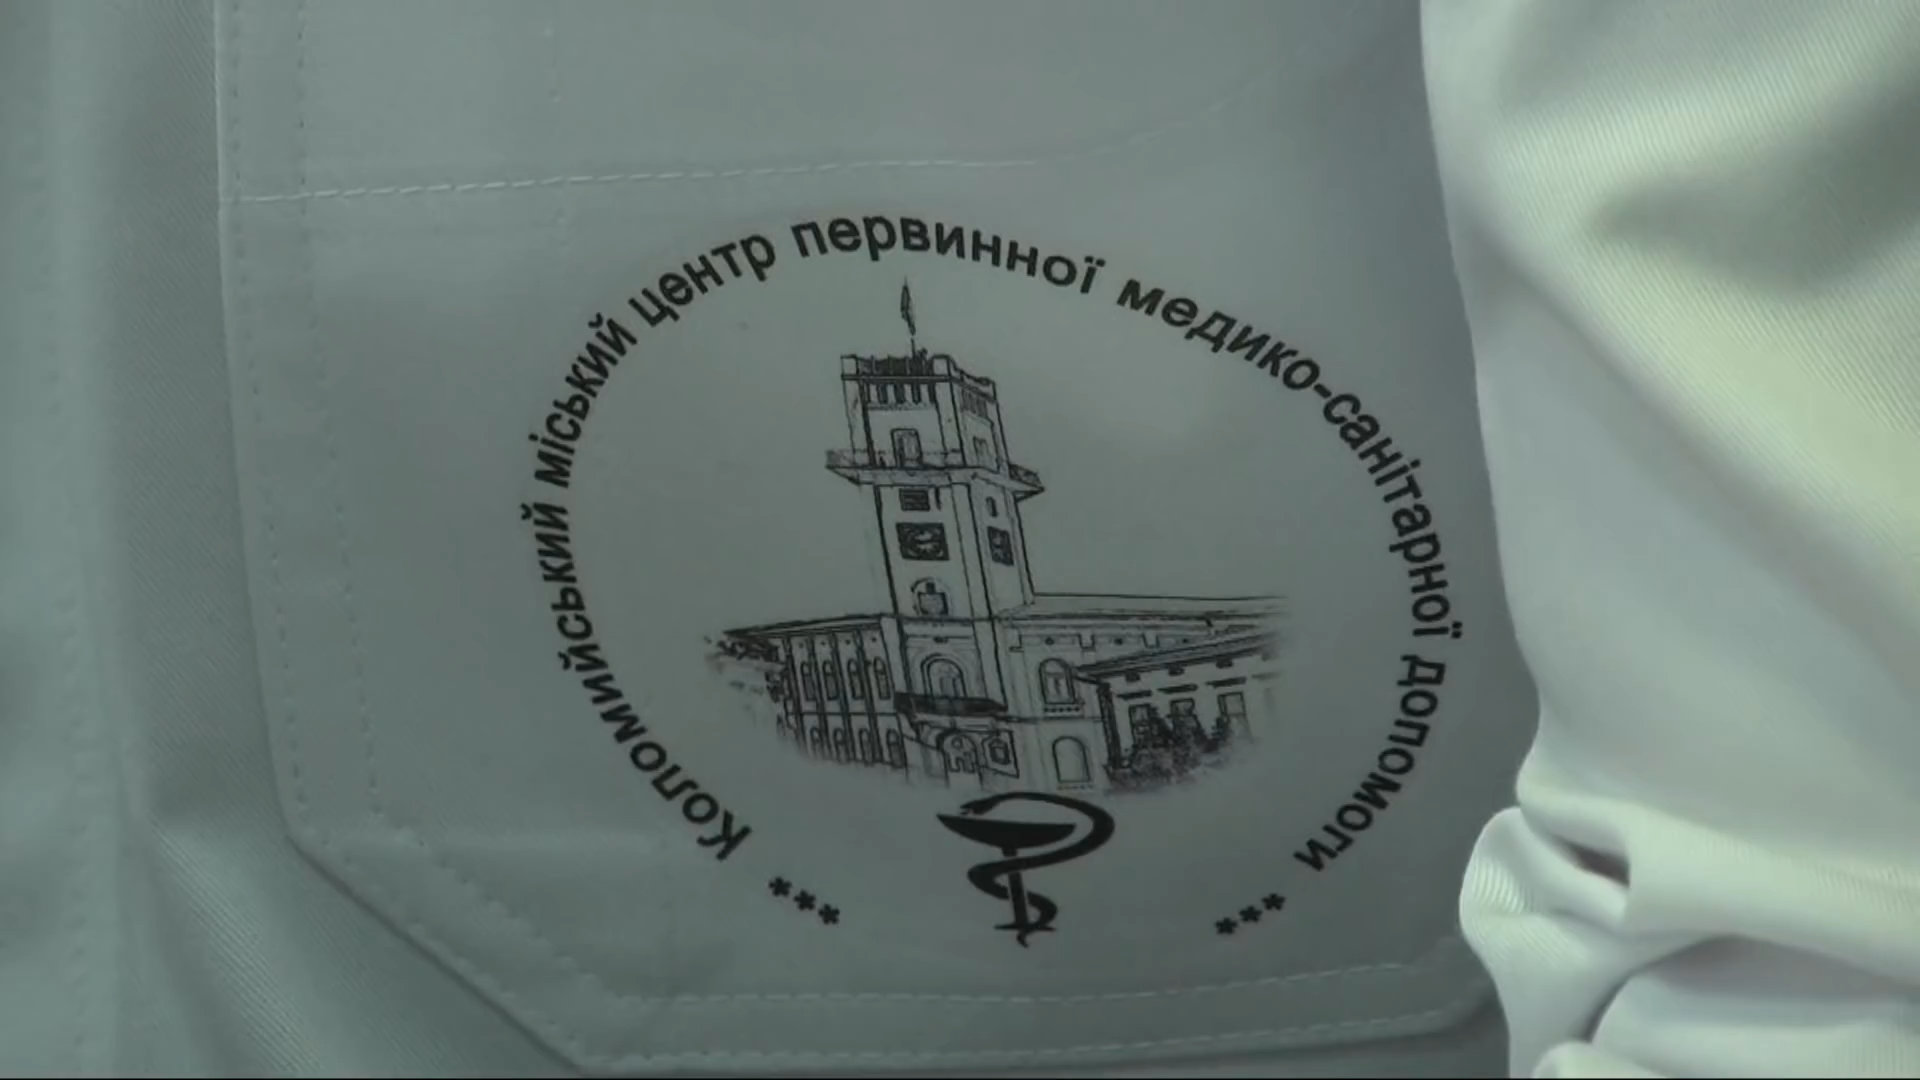 Коломийський міський центр первинної медико-санітарної допомоги
*** ***